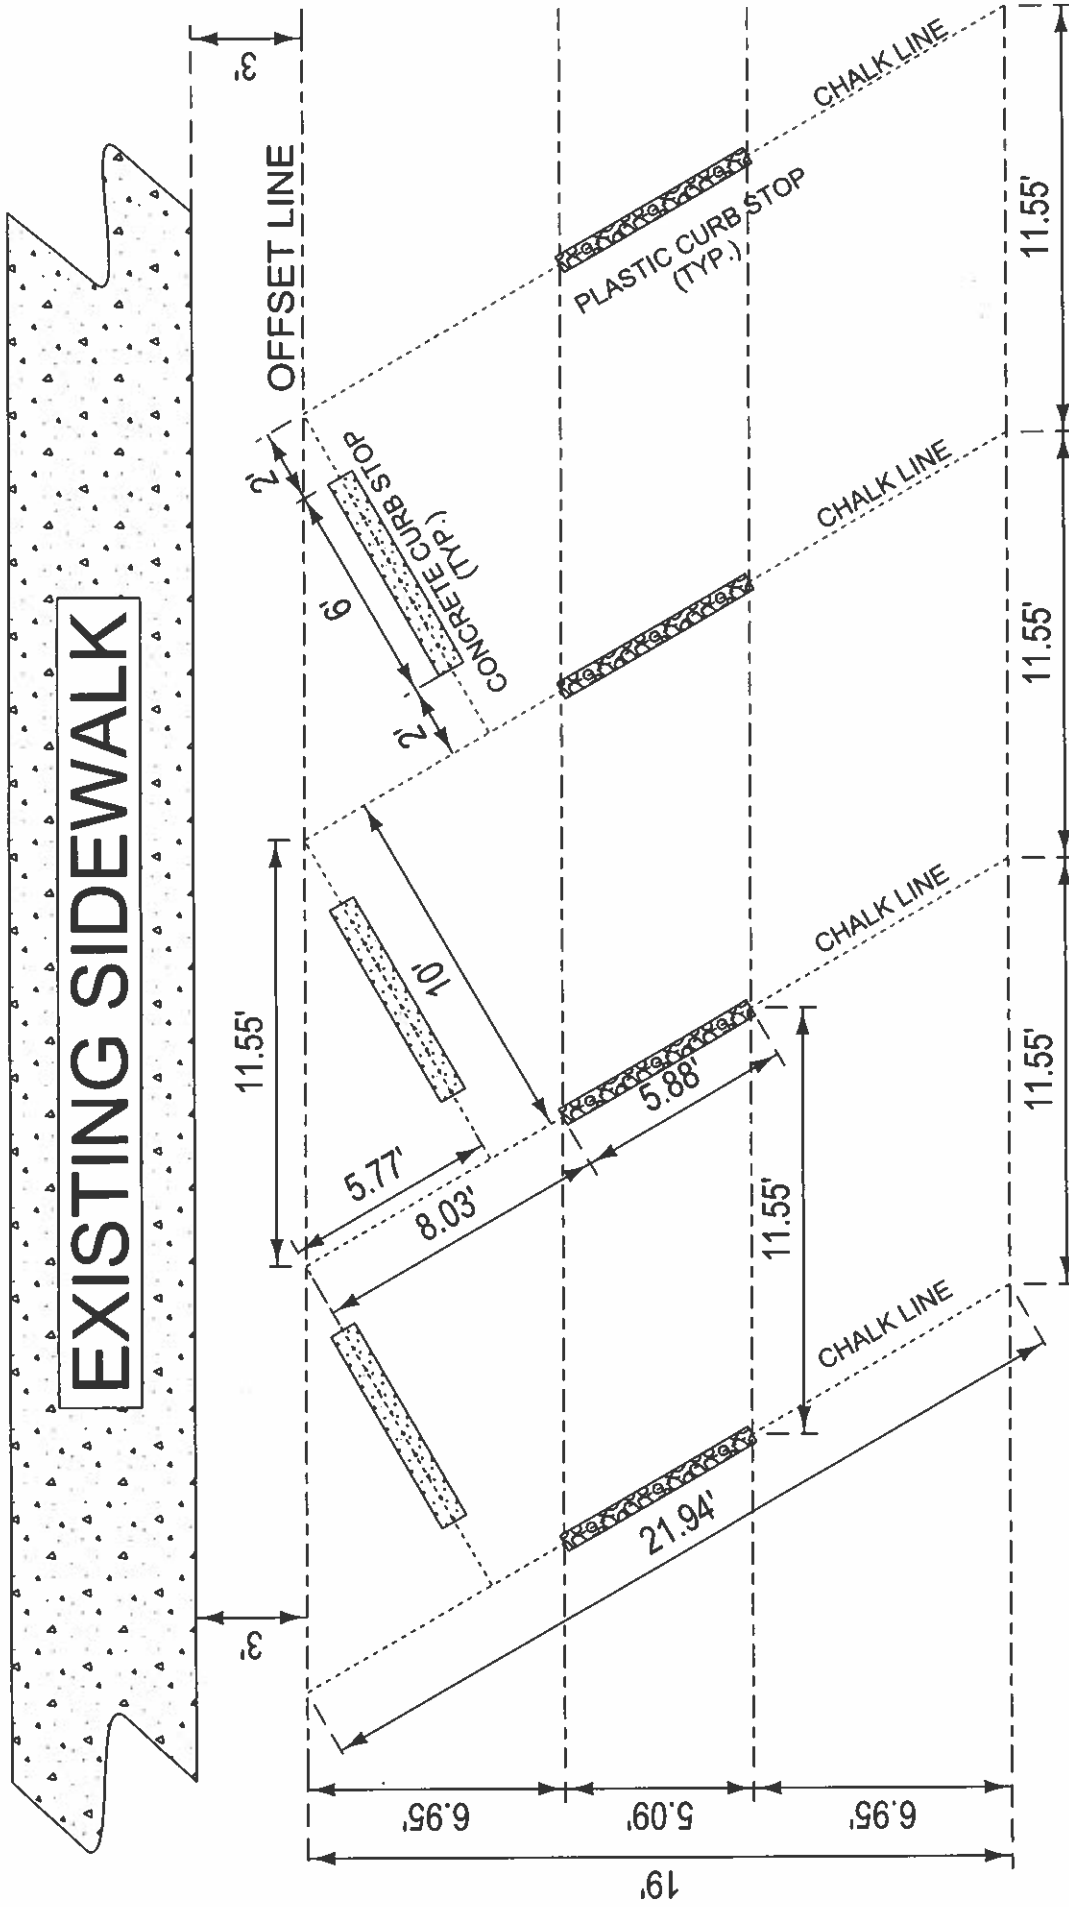 EXISTING SIDEWALK
3'
3'
OFFSET LINE
11.55'
2'
6'
2'
CONCRETE CURB STOP
(TYP.)
10'
5.77'
8.03'
5.88'
11.55'
21.94'
PLASTIC CURB STOP
(TYP.)
CHALK LINE
CHALK LINE
CHALK LINE
CHALK LINE
6.95'
5.09'
6.95'
19'
11.55'
11.55'
11.55'